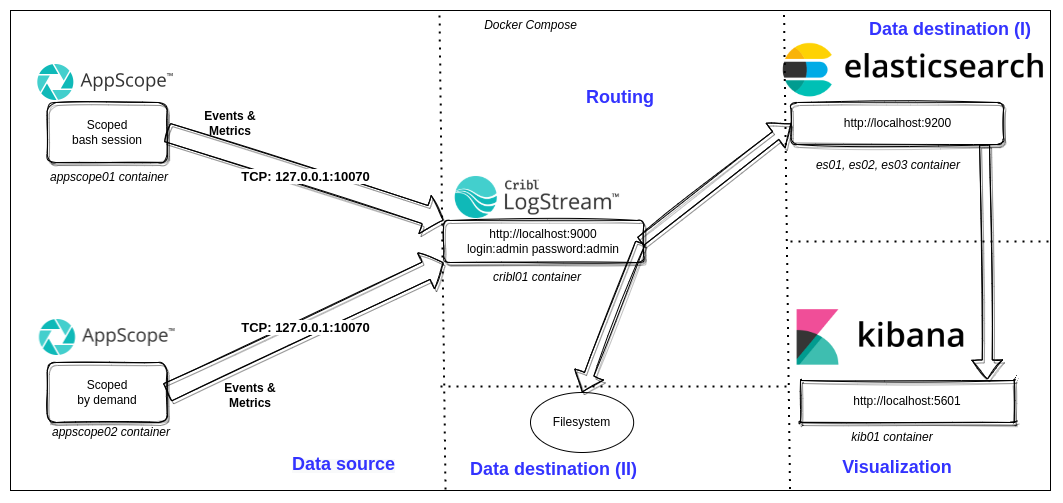 Docker Compose
Data destination (I)
elasticsearch
AppScope™
Routing
Events &
Metrics
Scoped
bash session
http://localhost:9200
es01, es02, es03 container
appscope01 container
TCP: 127.0.0.1:10070
Cribl
LogStream™
http://localhost:9000
login:admin password:admin
cribl01 container
AppScope™
TCP: 127.0.0.1:10070
kibana
Scoped
by demand
Events &
Metrics
http://localhost:5601
Filesystem
appscope02 container
kib01 container
Data source
Data destination (II)
Visualization